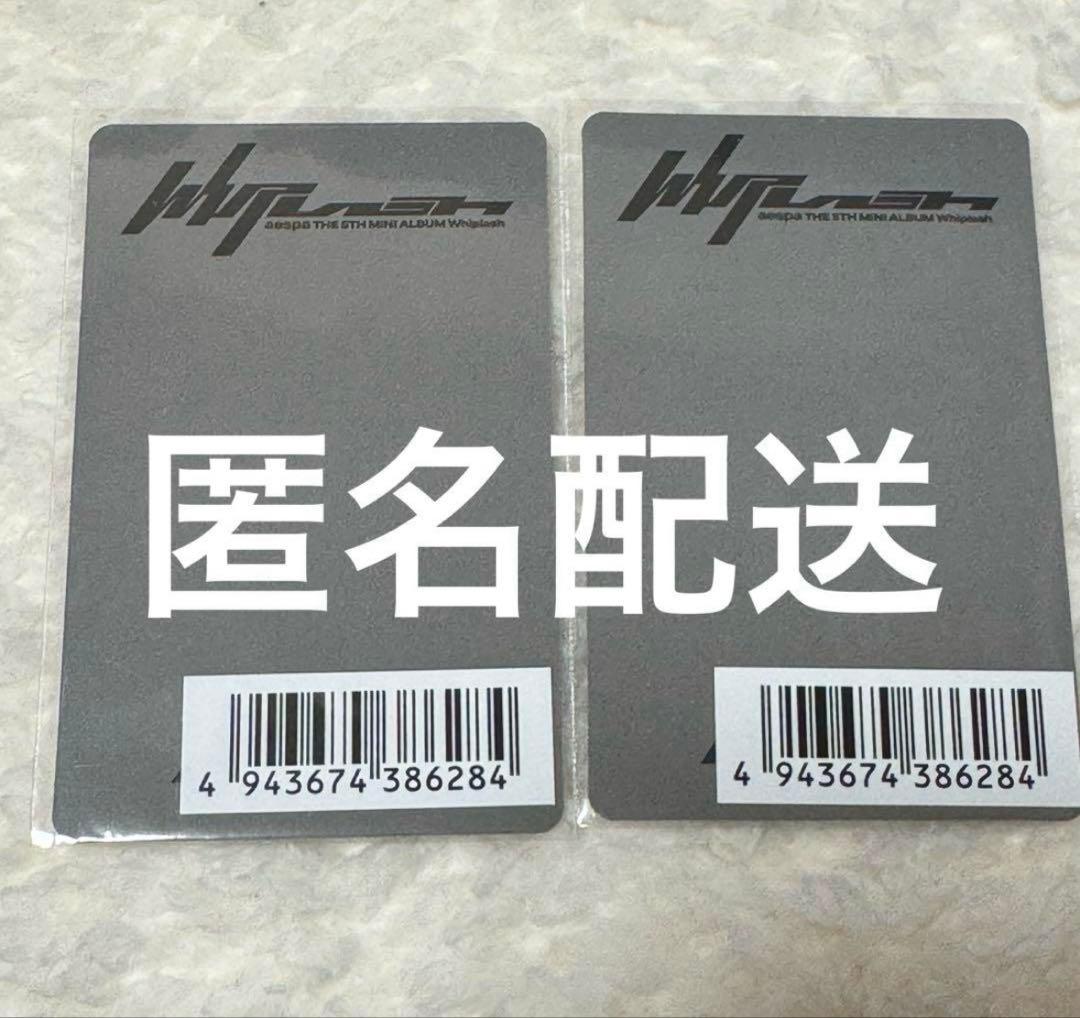 Whiplash
aespa THE 5TH MINI ALBUM Whiplash
Whiplash
aespa THE 5TH MINI ALBUM Whiplash
匿名配送
4 943674 386284
4 943674 386284